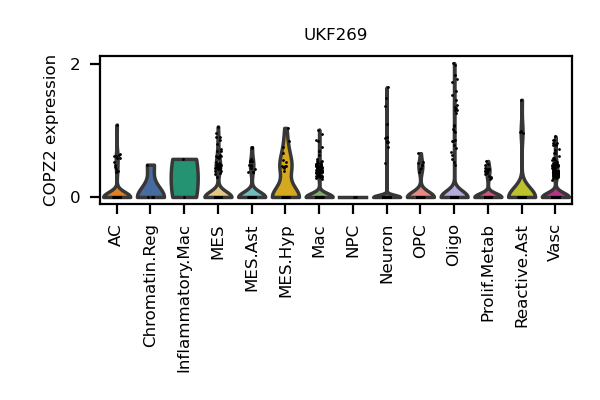 UKF269
COPZ2 expression
2
0
AC
Chromatin.Reg
Inflammatory.Mac
MES
MES.Ast
MES.Hyp
Mac
NPC
Neuron
OPC
Oligo
Prolif.Metab
Reactive.Ast
Vasc